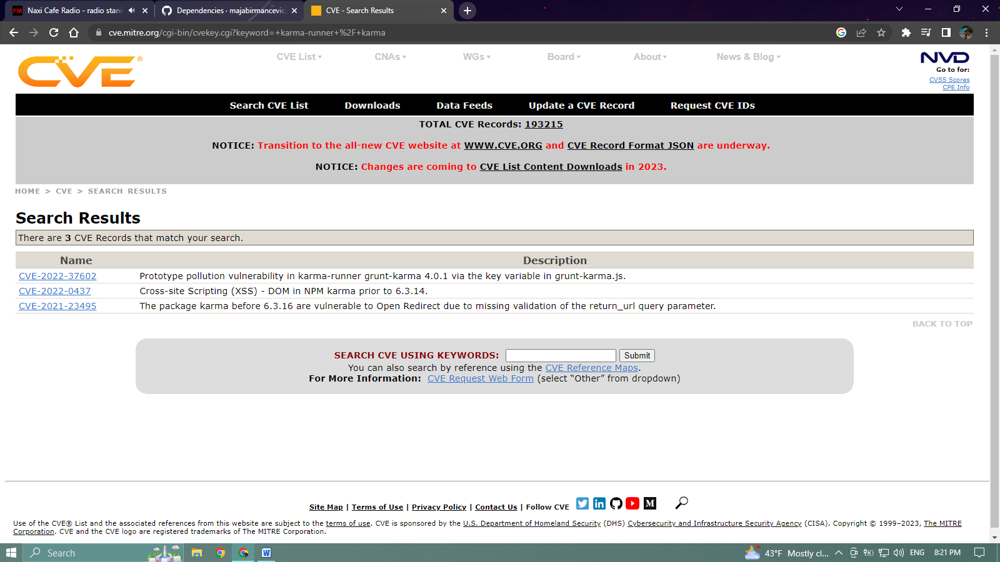 Naxi Cafe Radio - radio stani
Dependencies · majabirmancevic
CVE - Search Results
cve.mitre.org/cgi-bin/cvekey.cgi?keyword=+karma-runner+%2F+karma
CVE®
CVE List
CNAs
WGs
Board
About
News & Blog
NVD
Go to for:
CVSS Scores
CPE Info
Search CVE List
Downloads
Data Feeds
Update a CVE Record
Request CVE IDs
TOTAL CVE Records: 193215
NOTICE: Transition to the all-new CVE website at WWW.CVE.ORG and CVE Record Format JSON are underway.
NOTICE: Changes are coming to CVE List Content Downloads in 2023.
HOME > CVE > SEARCH RESULTS
Search Results
There are 3 CVE Records that match your search.
Name Description
CVE-2022-37602 Prototype pollution vulnerability in karma-runner grunt-karma 4.0.1 via the key variable in grunt-karma.js.
CVE-2022-0437 Cross-site Scripting (XSS) - DOM in NPM karma prior to 6.3.14.
CVE-2021-23495 The package karma before 6.3.16 are vulnerable to Open Redirect due to missing validation of the return_url query parameter.
BACK TO TOP
SEARCH CVE USING KEYWORDS: Submit
You can also search by reference using the CVE Reference Maps.
For More Information: CVE Request Web Form (select “Other” from dropdown)
Site Map | Terms of Use | Privacy Policy | Contact Us | Follow CVE
Use of the CVE® List and the associated references from this website are subject to the terms of use. CVE is sponsored by the U.S. Department of Homeland Security (DHS) Cybersecurity and Infrastructure Security Agency (CISA). Copyright © 1999–2023, The MITRE
Corporation. CVE and the CVE logo are registered trademarks of The MITRE Corporation.
Search
43°F Mostly cl...
ENG
8:21 PM